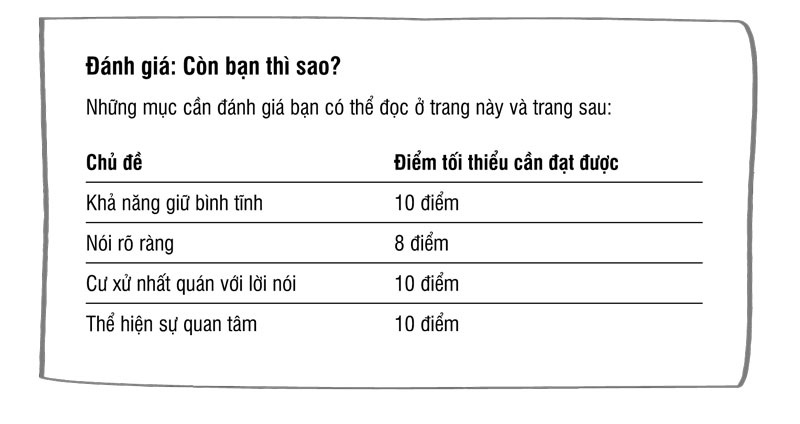 Đánh giá: Còn bạn thì sao?
Những mục cần đánh giá bạn có thể đọc ở trang này và trang sau:
Chủ đề Điểm tối thiểu cần đạt được
Khả năng giữ bình tĩnh 10 điểm
Nói rõ ràng 8 điểm
Cư xử nhất quán với lời nói 10 điểm
Thể hiện sự quan tâm 10 điểm